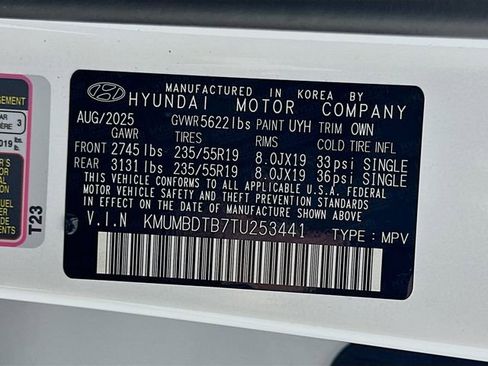 MANUFACTURED IN KOREA BY
HYUNDAI MOTOR COMPANY
AUG/2025 GVWR5622lbs PAINT UYH TRIM OWN
GAWR TIRES RIMS COLD TIRE INFL
FRONT 2745lbs 235/55R19 8.0JX19 33psi SINGLE
REAR 3131lbs 235/55R19 8.0JX19 36psi SINGLE
THIS VEHICLE CONFORMS TO ALL APPLICABLE U.S.A. FEDERAL
MOTOR VEHICLE SAFETY AND THEFT PREVENTION STANDARDS
IN EFFECT ON THE DATE OF MANUFACTURE SHOWN ABOVE.
V.I.N KMUMBDTB7TU253441 TYPE : MPV
T23